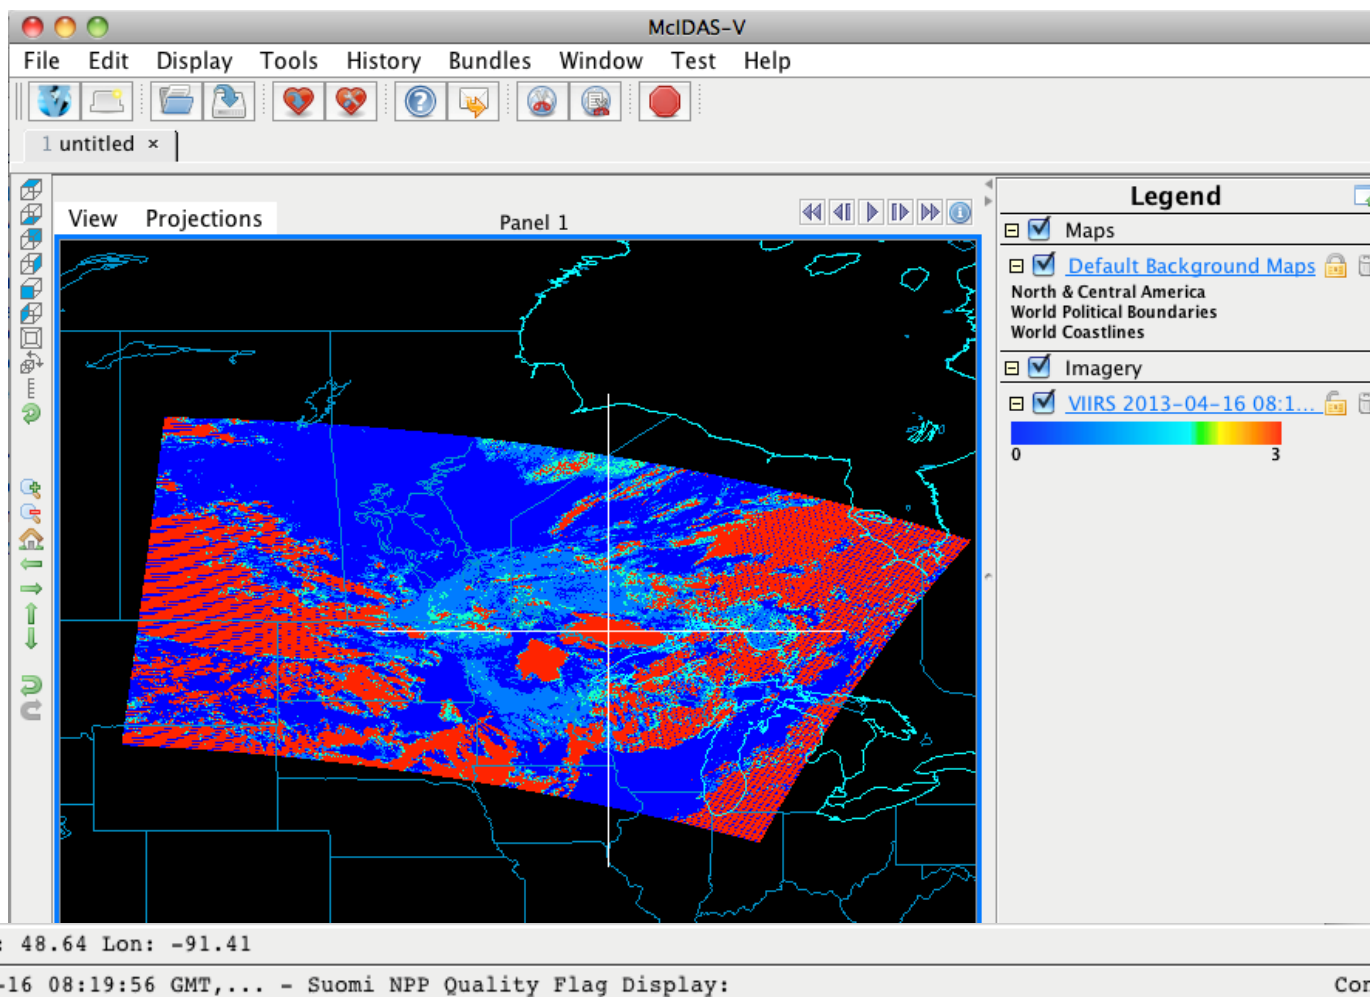 McIDAS-V
File Edit Display Tools History Bundles Window Test Help
1 untitled ×
View Projections
Panel 1
Legend
Maps
Default Background Maps
North & Central America
World Political Boundaries
World Coastlines
Imagery
VIIRS 2013-04-16 08:1...
0 3
: 48.64 Lon: -91.41
-16 08:19:56 GMT,... - Suomi NPP Quality Flag Display:
Cor